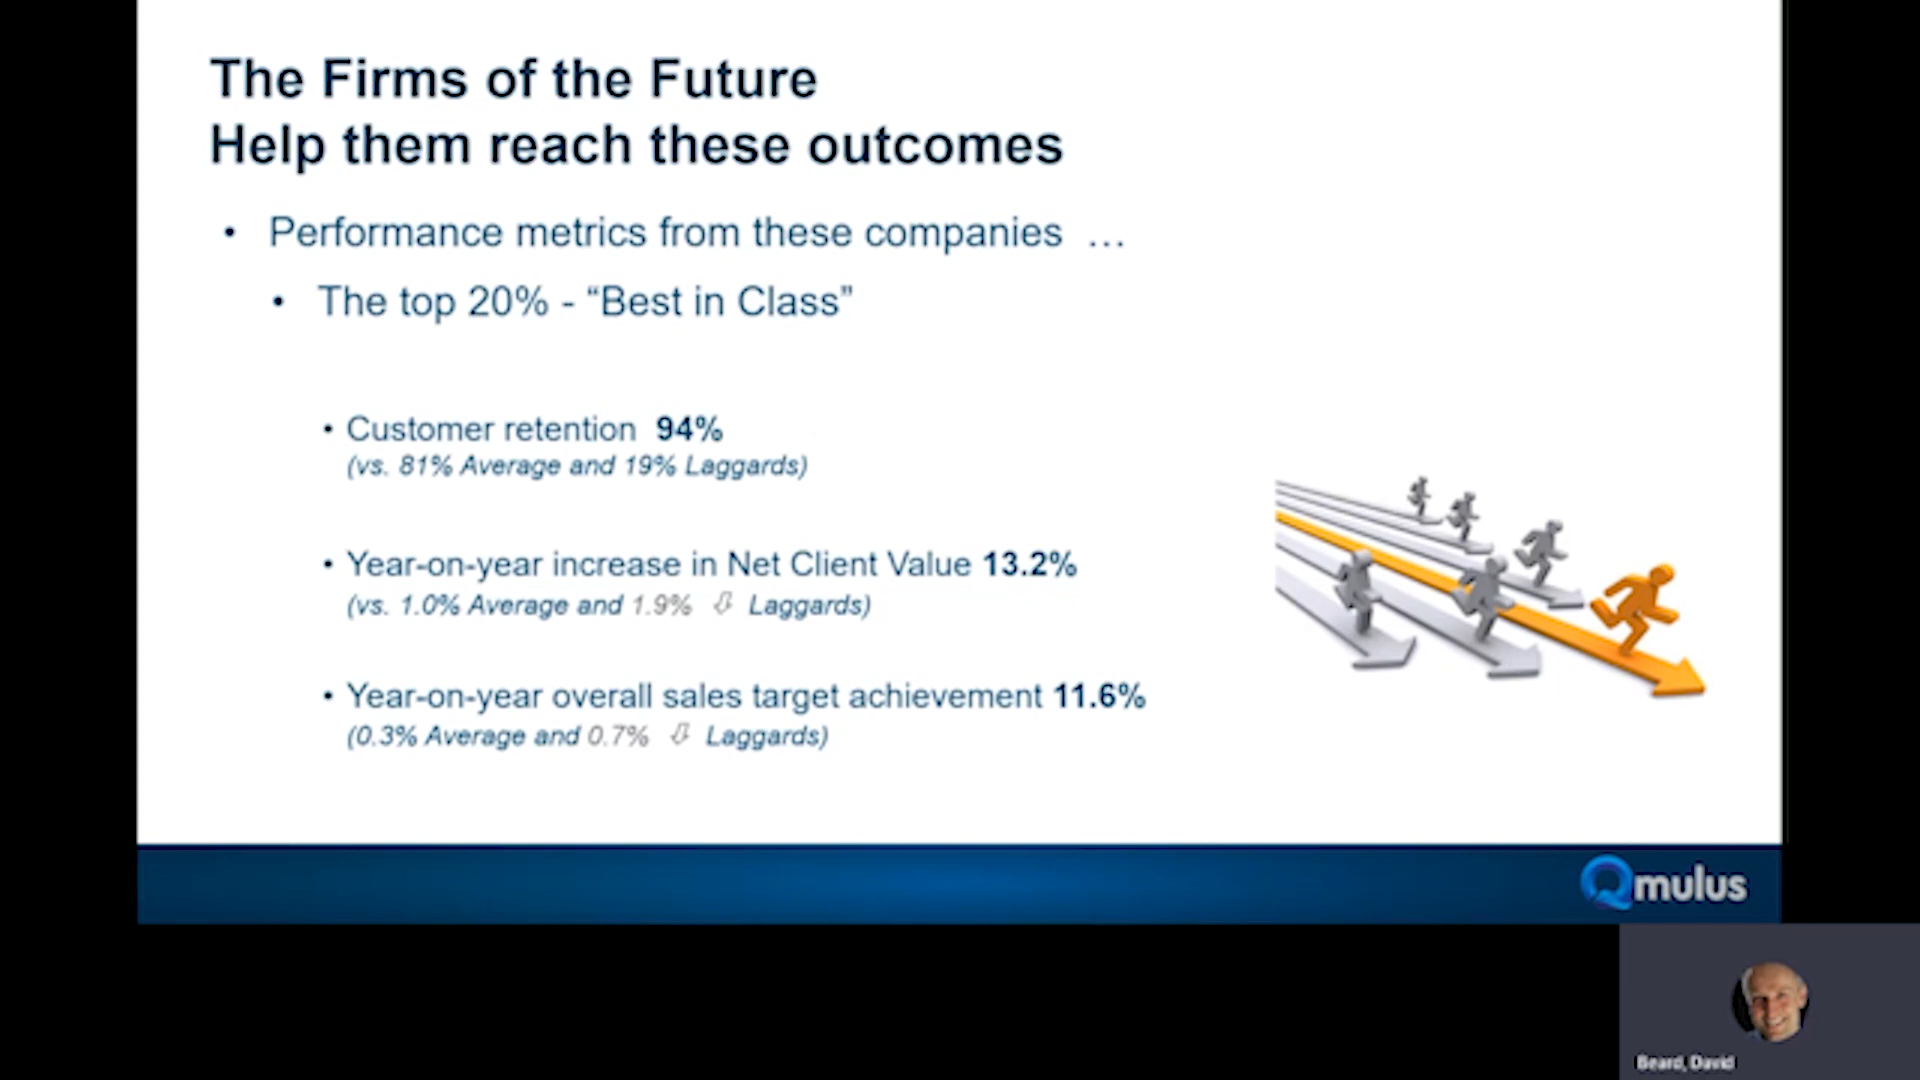 The Firms of the Future
Help them reach these outcomes
• Performance metrics from these companies …
• The top 20% - “Best in Class”
• Customer retention 94%
(vs. 81% Average and 19% Laggards)
• Year-on-year increase in Net Client Value 13.2%
(vs. 1.0% Average and 1.9% ⇩ Laggards)
• Year-on-year overall sales target achievement 11.6%
(0.3% Average and 0.7% ⇩ Laggards)
Qmulus
Beard, David